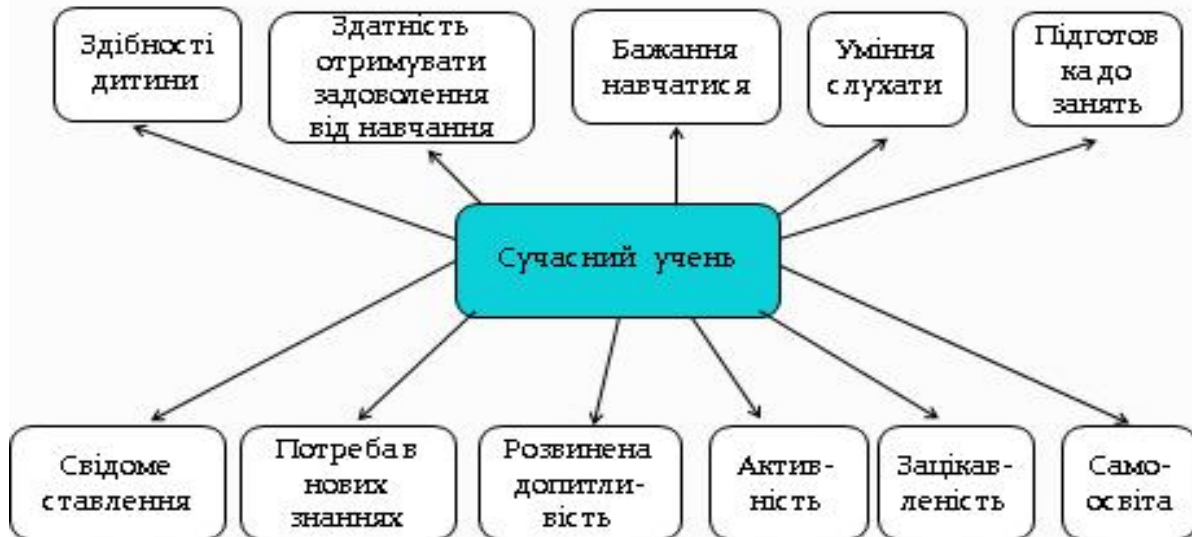 Здібності
дитини
Здатність
отримувати
задоволення
від навчання
Бажання
навчатися
Уміння
слухати
Підготов
ка до
занять
Сучасний учень
Свідоме
ставлення
Потреба в
нових
знаннях
Розвинена
допитли-
вість
Актив-
ність
Зацікав-
леність
Само-
освіта